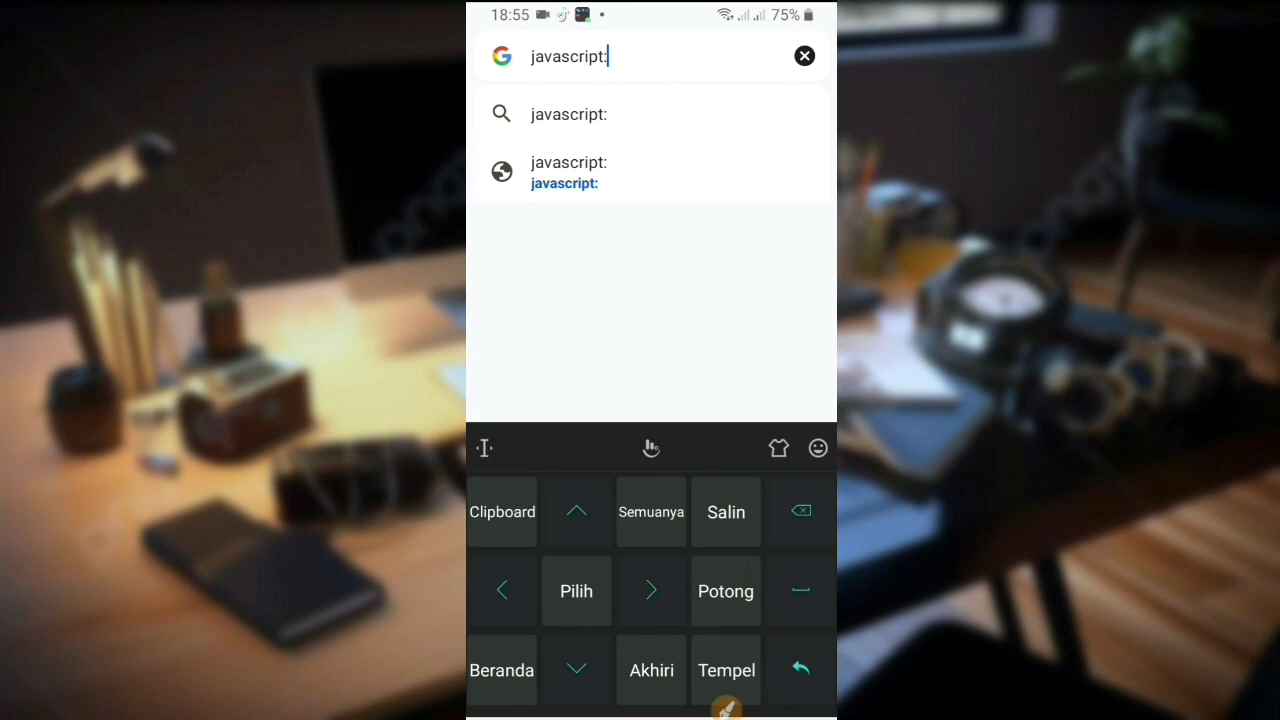 18:55 75%
javascript:
javascript:
javascript:
javascript:
Clipboard Semuanya Salin
Pilih Potong
Beranda Akhiri Tempel